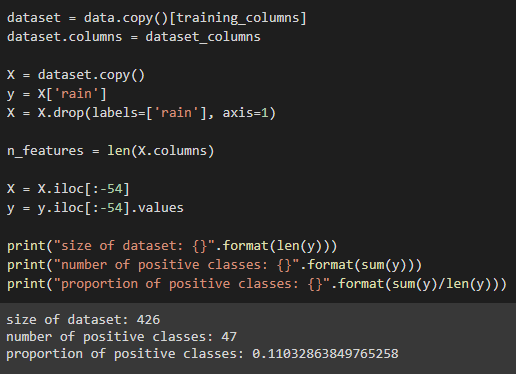 dataset = data.copy()[training_columns]
dataset.columns = dataset_columns
X = dataset.copy()
y = X['rain']
X = X.drop(labels=['rain'], axis=1)
n_features = len(X.columns)
X = X.iloc[:-54]
y = y.iloc[:-54].values
print("size of dataset: {}".format(len(y)))
print("number of positive classes: {}".format(sum(y)))
print("proportion of positive classes: {}".format(sum(y)/len(y)))
size of dataset: 426
number of positive classes: 47
proportion of positive classes: 0.11032863849765258